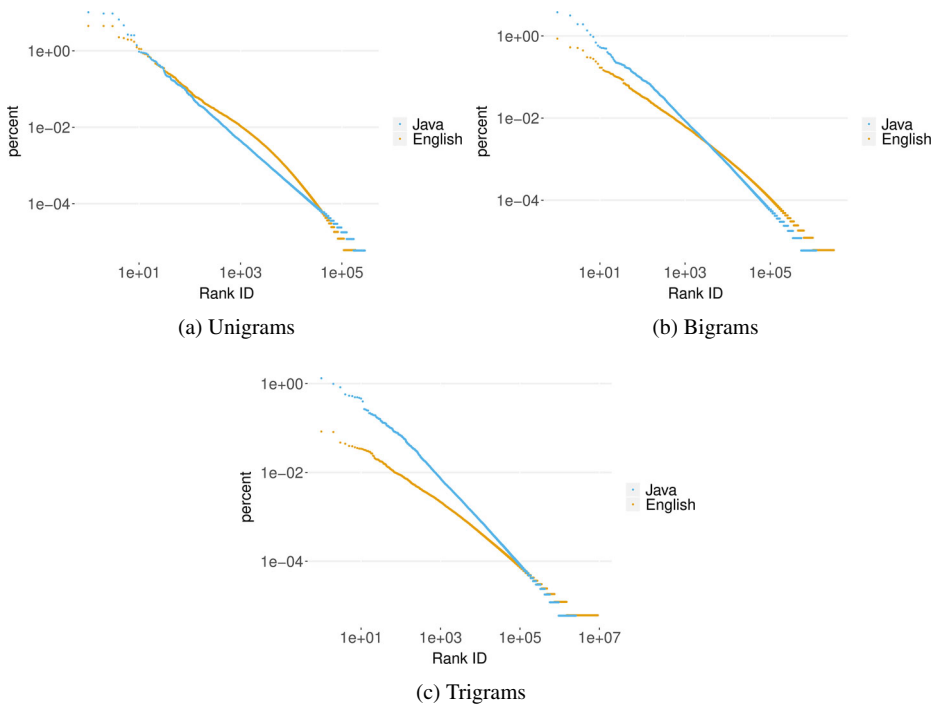 1e+00
1e−02
1e−04
percent
1e+01
1e+03
1e+05
Rank ID
Java
English
(a) Unigrams
1e+00
1e−02
1e−04
percent
1e+01
1e+03
1e+05
Rank ID
Java
English
(b) Bigrams
1e+00
1e−02
1e−04
percent
1e+01
1e+03
1e+05
1e+07
Rank ID
Java
English
(c) Trigrams